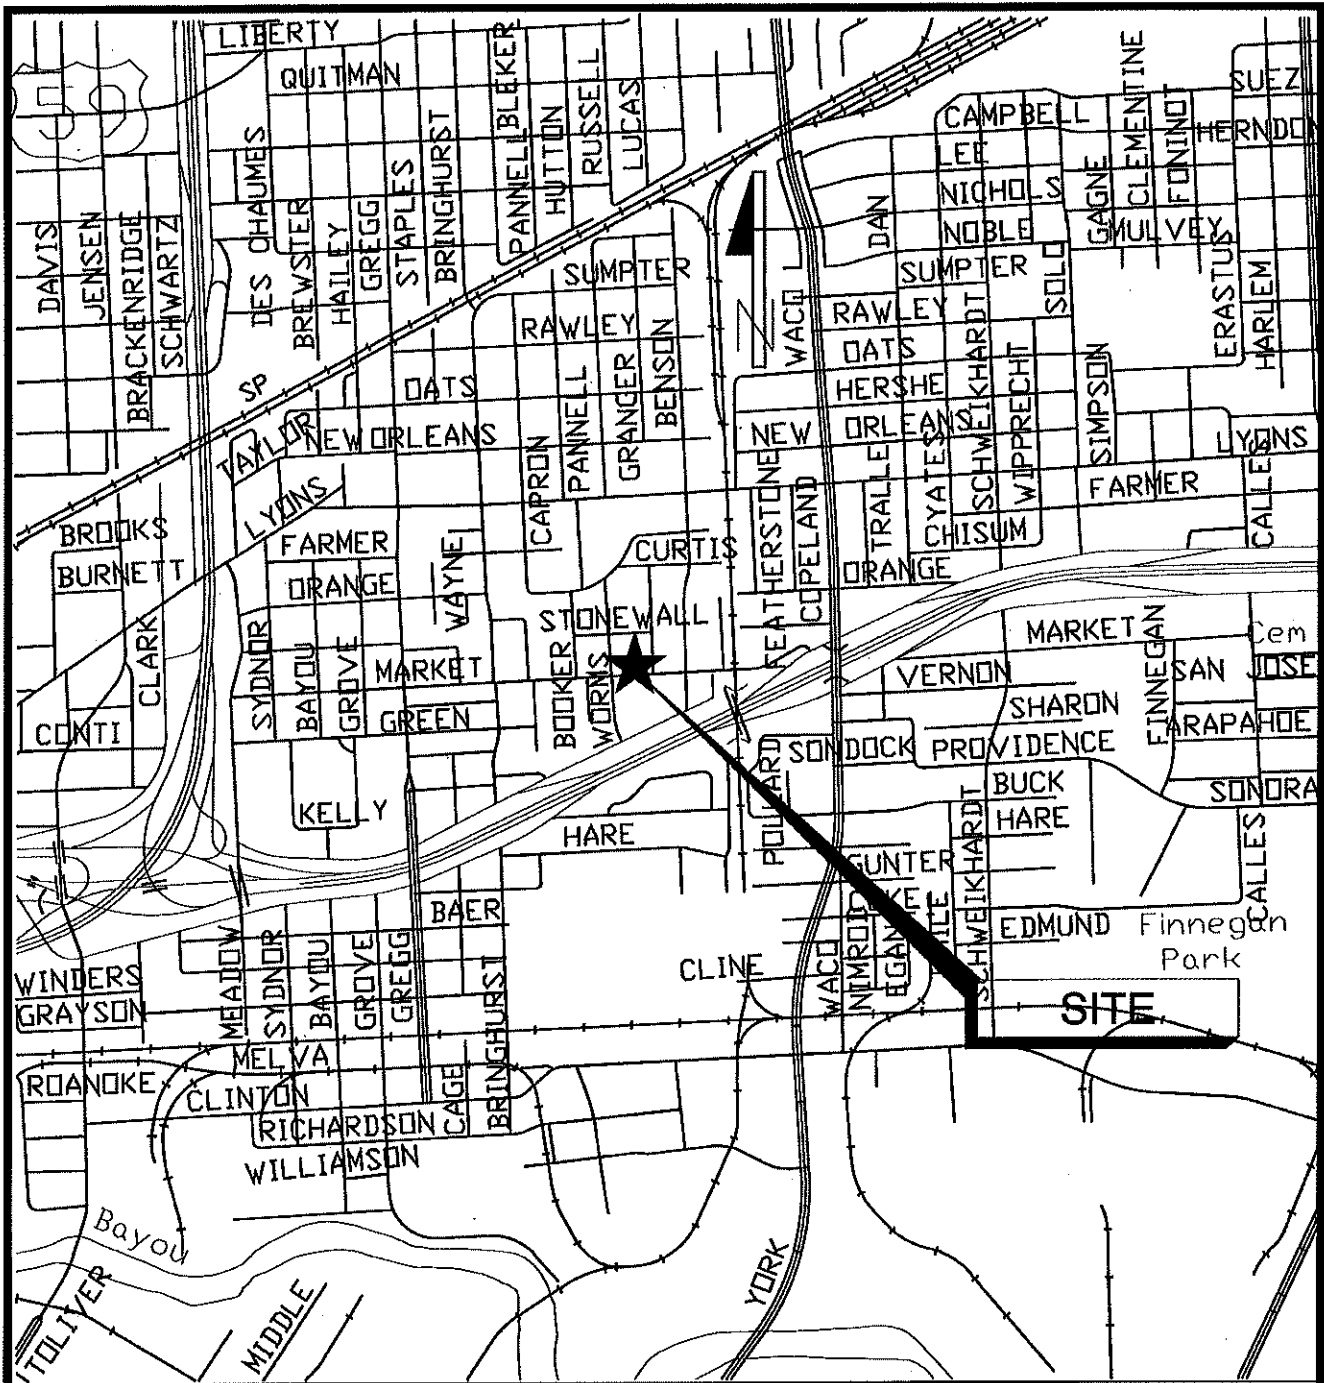 LIBERTY
QUITMAN
59
BLEKER
RUSSELL
LUCAS
HUTTON
PANNELL
BRINGHURST
STAPLES
GREGG
HAILEY
BREWSTER
DES CHAUMES
SCHWARTZ
BRACKENRIDGE
JENSEN
DAVIS
CLEMENTINE
SUEZ
CAMPBELL
FONINOT
HERNDON
LEE
NICHOLS
GAGNE
NOBLE
MULVEY
DAN
SUMPTER
SUMPTER
SOLO
ERASTUS
HARLEM
WACO
RAWLEY
RAWLEY
OATS
SCHWEIKHARDT
WIPPRECHT
SIMPSON
HERSHE
BENSON
GRANGER
PANNELL
OATS
SP
TAYLOR
NEW ORLEANS
NEW ORLEANS
LYONS
CAPRON
LYONS
FARMER
FEATHERSTONE
COPELAND
TRALLE
YATES
CALLES
BROOKS
FARMER
CURTIS
CHISUM
BURNETT
ORANGE
WAYNE
ORANGE
STONEWALL
MARKET
FINNEGAN
Cem
CLARK
SYDNOR
BAYOU
GROVE
MARKET
BOOKER
WORMS
VERNON
SAN JOSE
CONTI
GREEN
SHARON
ARAPAHOE
SONDOCK
PROVIDENCE
POLLARD
BUCK
SONORA
KELLY
HARE
HARE
GUNTER
SCHWEIKHARDT
CALLES
BAER
EDMUND
Finnegan
Park
NIMROD
EGAN
WACO
CLINE
WINDERS
GRAYSON
MEADOW
SYDNOR
BAYOU
GROVE
GREGG
BRINGHURST
SITE
MELVA
ROANOKE
CLINTON
CAGE
RICHARDSON
WILLIAMSON
Bayou
YORK
TOLIVER
MIDDLE